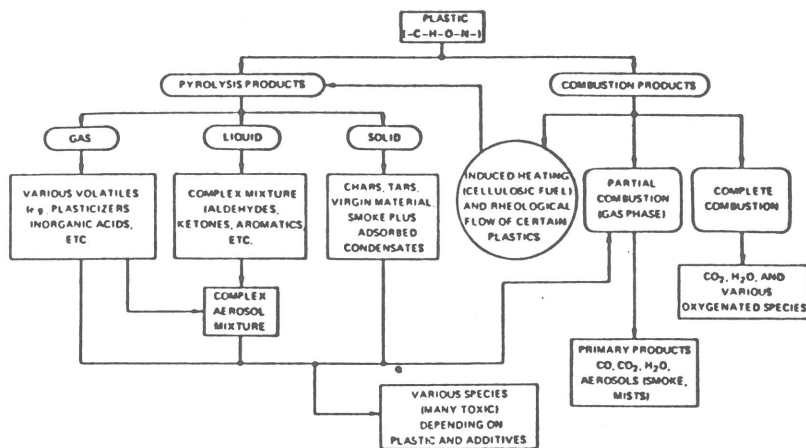 PLASTIC
(-C-H-O-N-)
PYROLYSIS PRODUCTS
COMBUSTION PRODUCTS
GAS
LIQUID
SOLID
VARIOUS VOLATILES
(e.g. PLASTICIZERS
INORGANIC ACIDS,
ETC
COMPLEX MIXTURE
(ALDEHYDES,
KETONES, AROMATICS,
ETC.
CHARS, TARS,
VIRGIN MATERIAL,
SMOKE PLUS
ADSORBED
CONDENSATES
INDUCED HEATING
(CELLULOSIC FUEL)
AND RHEOLOGICAL
FLOW OF CERTAIN
PLASTICS
PARTIAL
COMBUSTION
(GAS PHASE)
COMPLETE
COMBUSTION
COMPLEX
AEROSOL
MIXTURE
CO₂, H₂O, AND
VARIOUS
OXYGENATED SPECIES
PRIMARY PRODUCTS
CO, CO₂, H₂O,
AEROSOLS (SMOKE,
MISTS)
VARIOUS SPECIES
(MANY TOXIC)
DEPENDING ON
PLASTIC AND ADDITIVES